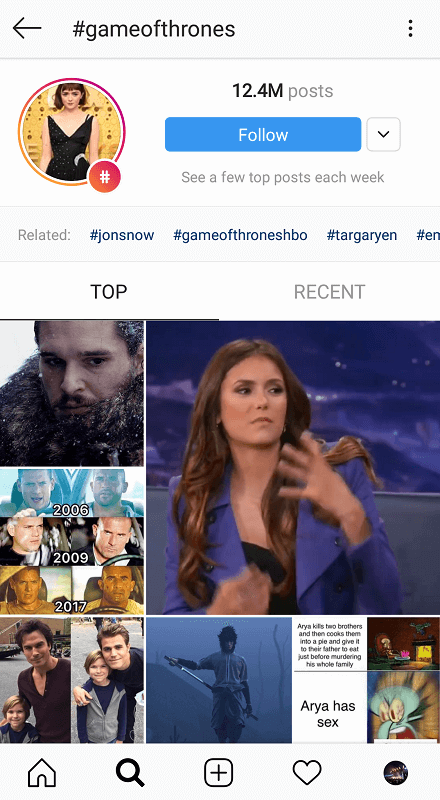 #gameofthrones
12.4M posts
Follow
#
See a few top posts each week
Related: #jonsnow #gameofthroneshbo #targaryen #em
TOP RECENT
2006
2009
2017
Arya kills two brothers
and then cooks them
into a pie and give it
to their father to eat
just before murdering
his whole family
Arya has
sex